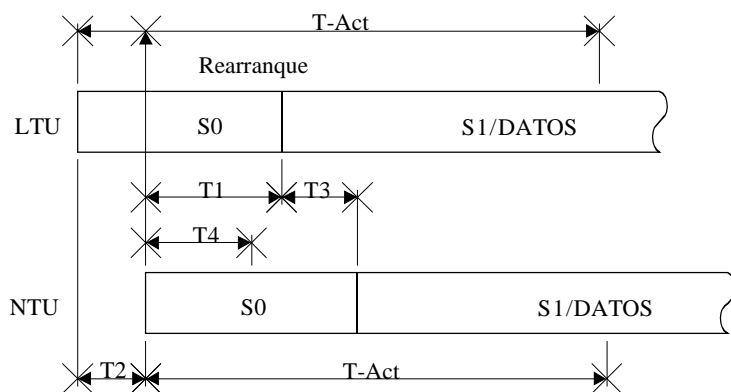 T-Act
Rearranque
LTU
S0
S1/DATOS
T1
T3
T4
NTU
S0
S1/DATOS
T2
T-Act